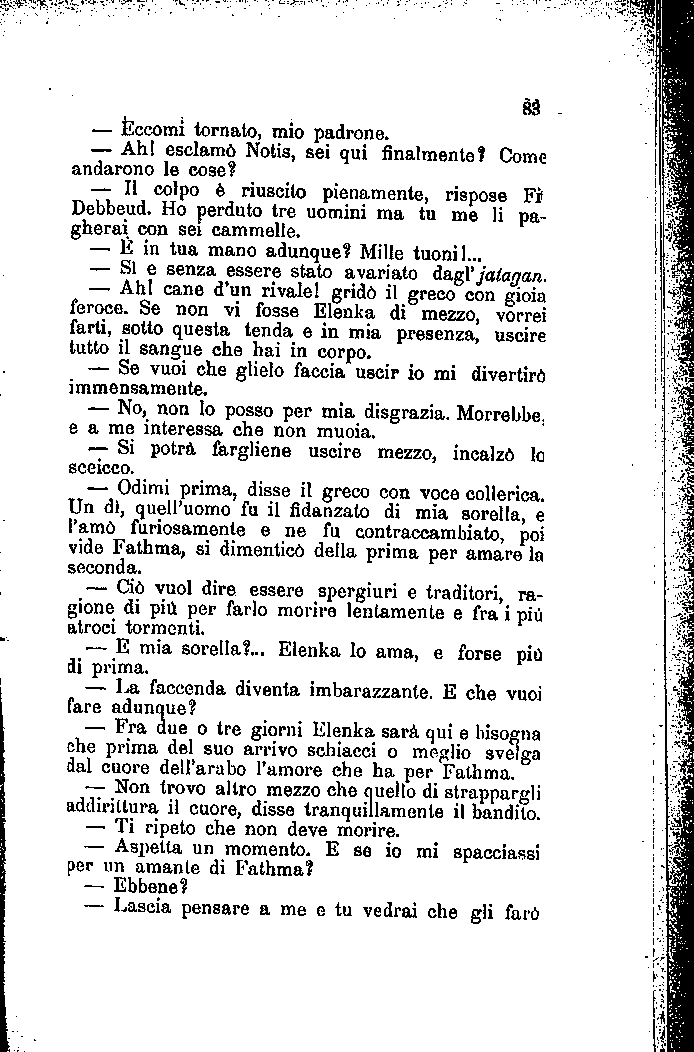 83
— Eccomi tornato, mio padrone.
— Ah! esclamò Notis, sei qui finalmente? Come
andarono le cose?
— Il colpo è riuscito pienamente, rispose Fit
Debbeud. Ho perduto tre uomini ma tu me li pa-
gherai con sei cammelle.
— È in tua mano adunque? Mille tuoni!...
— Sì e senza essere stato avariato dagl'jatagan.
— Ah! cane d'un rivale! gridò il greco con gioia
feroce. Se non vi fosse Elenka di mezzo, vorrei
farti, sotto questa tenda e in mia presenza, uscire
tutto il sangue che hai in corpo.
— Se vuoi che glielo faccia uscir io mi divertirò
immensamente.
— No, non lo posso per mia disgrazia. Morrebbe,
e a me interessa che non muoia.
— Si potrà fargliene uscire mezzo, incalzò lo
sceicco.
— Odimi prima, disse il greco con voce collerica.
Un dì, quell'uomo fu il fidanzato di mia sorella, e
l'amò furiosamente e ne fu contraccambiato, poi
vide Fathma, si dimenticò della prima per amare la
seconda.
— Ciò vuol dire essere spergiuri e traditori, ra-
gione di più per farlo morire lentamente e fra i più
atroci tormenti.
— E mia sorella?... Elenka lo ama, e forse più
di prima.
— La faccenda diventa imbarazzante. E che vuoi
fare adunque?
— Fra due o tre giorni Elenka sarà qui e bisogna
che prima del suo arrivo schiacci o meglio svelga
dal cuore dell'arabo l'amore che ha per Fathma.
— Non trovo altro mezzo che quello di strappargli
addirittura il cuore, disse tranquillamente il bandito.
— Ti ripeto che non deve morire.
— Aspetta un momento. E se io mi spacciassi
per un amante di Fathma?
— Ebbene?
— Lascia pensare a me e tu vedrai che gli farò